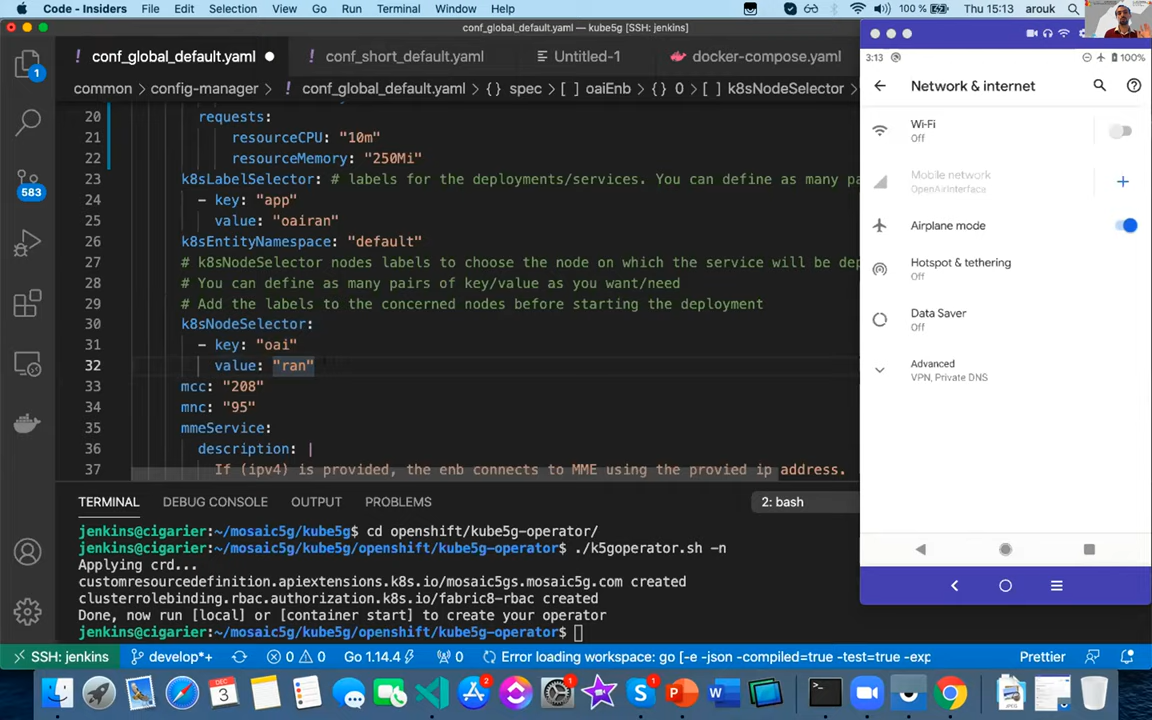 Code - Insiders File Edit Selection View Go Run Terminal Window Help 100% Thu 15:13 arouk
conf_global_default.yaml — kube5g [SSH: jenkins]
conf_global_default.yaml conf_short_default.yaml Untitled-1 docker-compose.yaml
common > config-manager > conf_global_default.yaml > {} spec > [ ] oaiEnb > {} 0 > [ ] k8sNodeSelector >
20 requests:
21 resourceCPU: "10m"
22 resourceMemory: "250Mi"
23 k8sLabelSelector: # labels for the deployments/services. You can define as many pa
24 - key: "app"
25 value: "oairan"
26 k8sEntityNamespace: "default"
27 # k8sNodeSelector nodes labels to choose the node on which the service will be dep
28 # You can define as many pairs of key/value as you want/need
29 # Add the labels to the concerned nodes before starting the deployment
30 k8sNodeSelector:
31 - key: "oai"
32 value: "ran"
33 mcc: "208"
34 mnc: "95"
35 mmeService:
36 description: |
37 If (ipv4) is provided, the enb connects to MME using the provied ip address.
1
583
TERMINAL DEBUG CONSOLE OUTPUT PROBLEMS 2: bash
jenkins@cigarier:~/mosaic5g/kube5g$ cd openshift/kube5g-operator/
jenkins@cigarier:~/mosaic5g/kube5g/openshift/kube5g-operator$ ./k5goperator.sh -n
Applying crd...
customresourcedefinition.apiextensions.k8s.io/mosaic5gs.mosaic5g.com created
clusterrolebinding.rbac.authorization.k8s.io/fabric8-rbac created
Done, now run [local] or [container start] to create your operator
jenkins@cigarier:~/mosaic5g/kube5g/openshift/kube5g-operator$
SSH: jenkins develop*+ 0 0 Go 1.14.4 0 Error loading workspace: go [-e -json -compiled=true -test=true -exp Prettier
3:13 100%
Network & internet
Wi-Fi
Off
Mobile network
OpenAirInterface
Airplane mode
Hotspot & tethering
Off
Data Saver
Off
Advanced
VPN, Private DNS
DEC
3
2
1
1